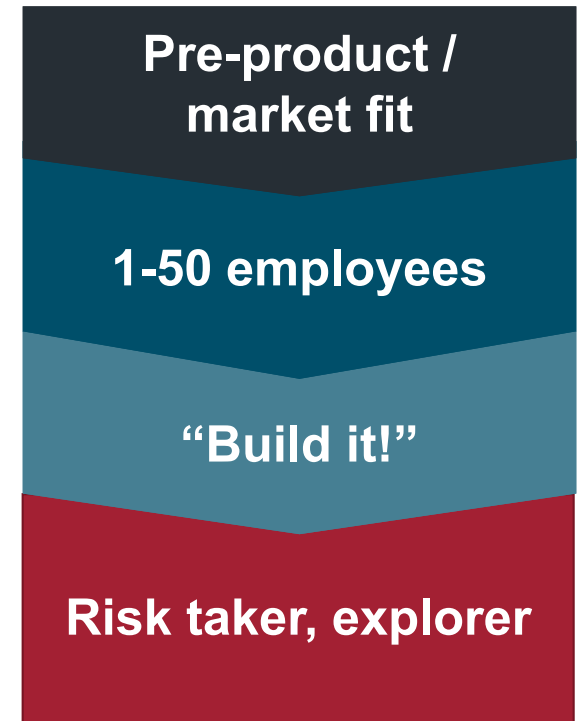 Pre-product /
market fit
1-50 employees
“Build it!”
Risk taker, explorer